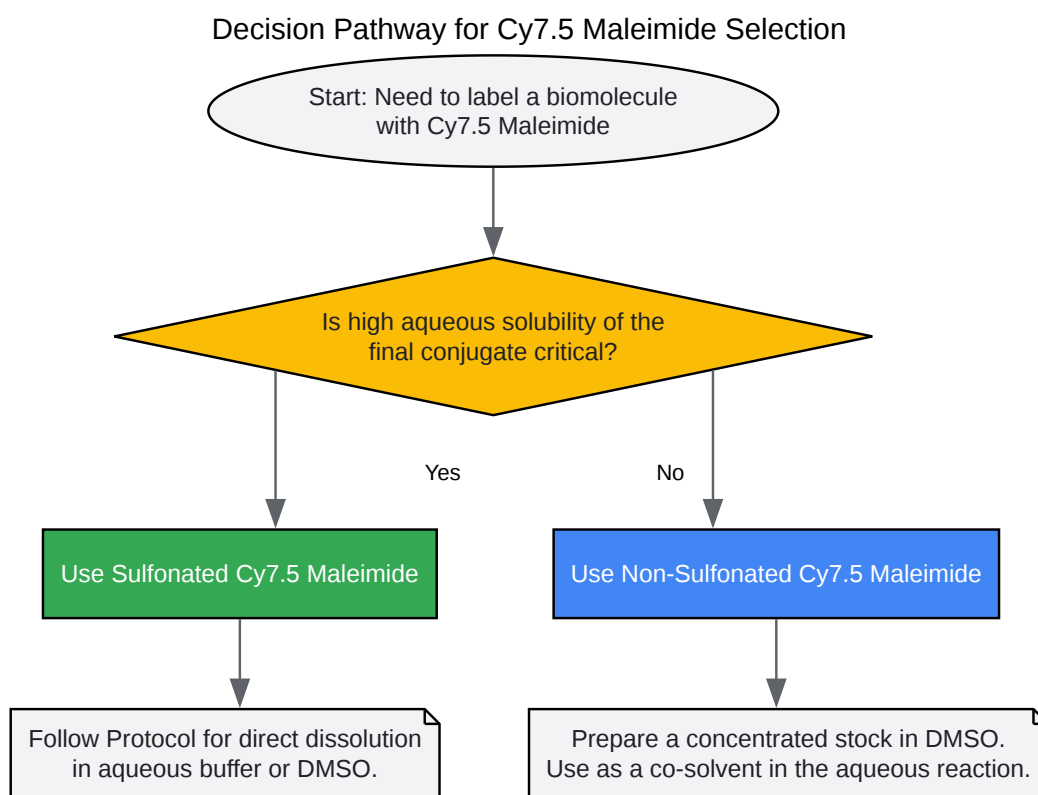 Decision Pathway for Cy7.5 Maleimide Selection
Start: Need to label a biomolecule
with Cy7.5 Maleimide
Is high aqueous solubility of the
final conjugate critical?
Yes
No
Use Sulfonated Cy7.5 Maleimide
Use Non-Sulfonated Cy7.5 Maleimide
Follow Protocol for direct dissolution
in aqueous buffer or DMSO.
Prepare a concentrated stock in DMSO.
Use as a co-solvent in the aqueous reaction.